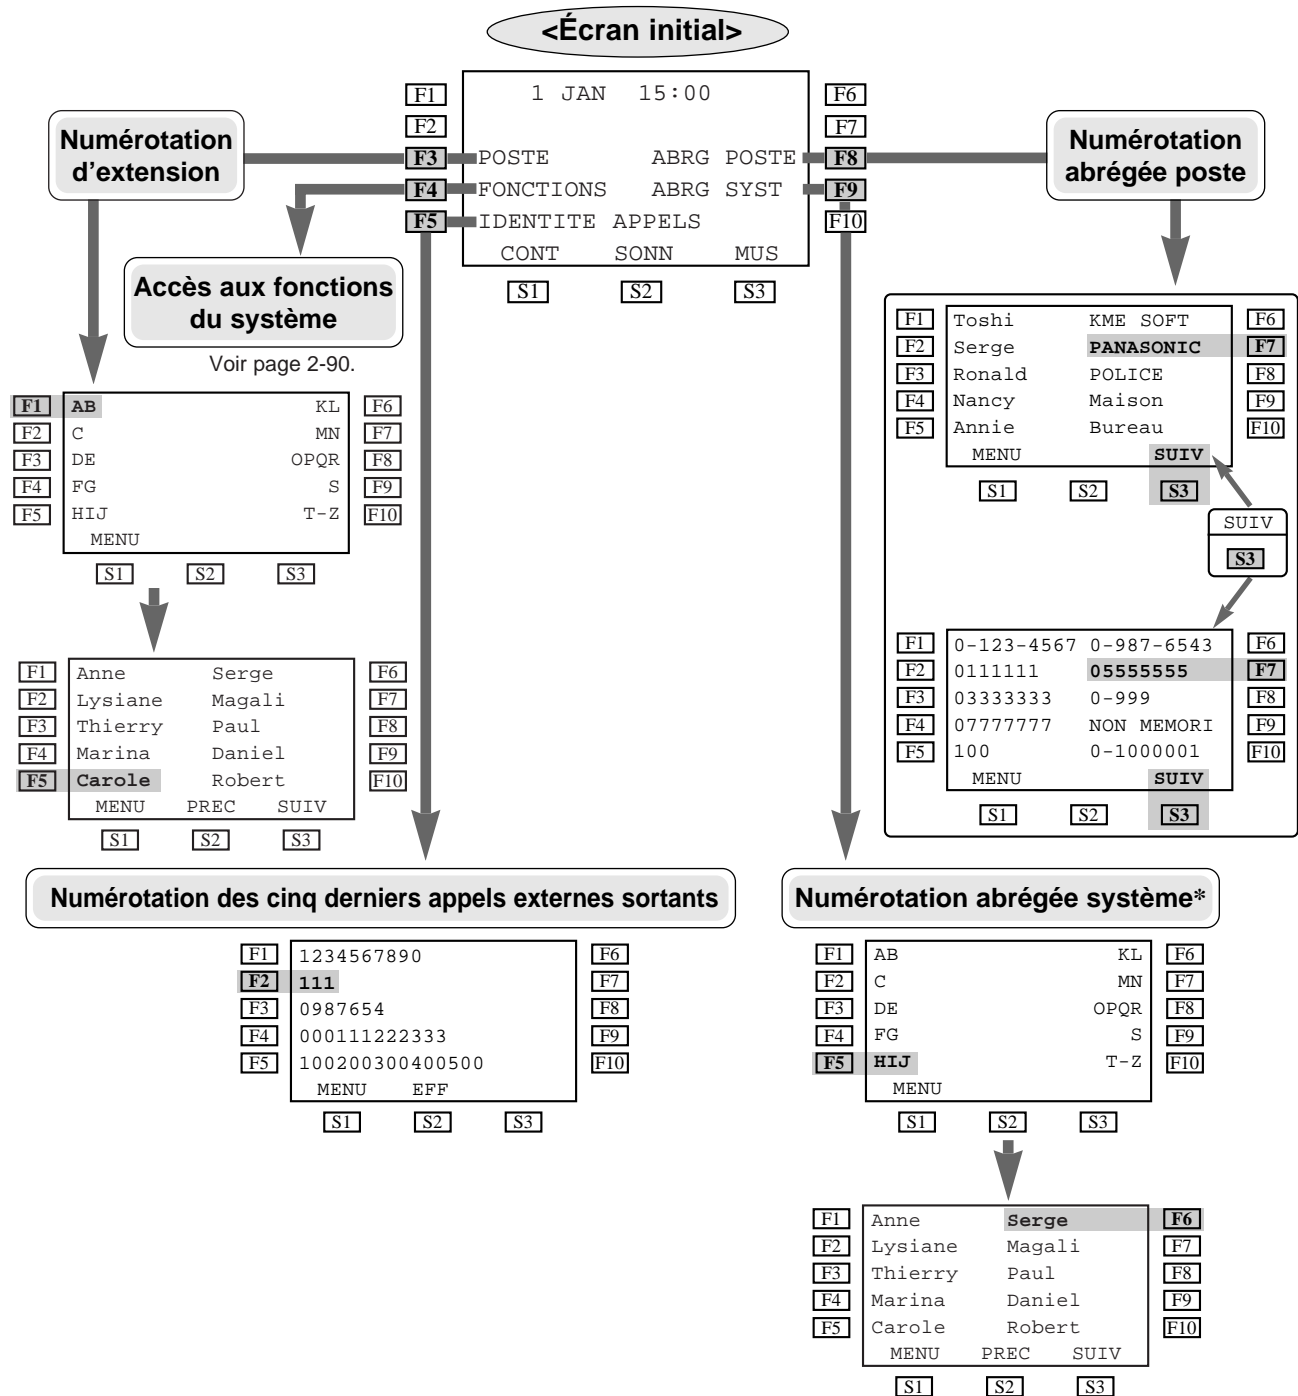 <Écran initial>
F1 1 JAN 15:00 F6
F2 F7
F3 POSTE ABRG POSTE F8
F4 FONCTIONS ABRG SYST F9
F5 IDENTITE APPELS F10
CONT SONN MUS
S1 S2 S3
Numérotation
d'extension
Accès aux fonctions
du système
Voir page 2-90.
Numérotation
abrégée poste
F1 AB KL F6
F2 C MN F7
F3 DE OPQR F8
F4 FG S F9
F5 HIJ T-Z F10
MENU
S1 S2 S3
F1 Anne Serge F6
F2 Lysiane Magali F7
F3 Thierry Paul F8
F4 Marina Daniel F9
F5 Carole Robert F10
MENU PREC SUIV
S1 S2 S3
F1 Toshi KME SOFT F6
F2 Serge PANASONIC F7
F3 Ronald POLICE F8
F4 Nancy Maison F9
F5 Annie Bureau F10
MENU SUIV
S1 S2 S3
SUIV
S3
F1 0-123-4567 0-987-6543 F6
F2 0111111 05555555 F7
F3 03333333 0-999 F8
F4 07777777 NON MEMORI F9
F5 100 0-1000001 F10
MENU SUIV
S1 S2 S3
Numérotation des cinq derniers appels externes sortants
F1 1234567890 F6
F2 111 F7
F3 0987654 F8
F4 000111222333 F9
F5 100200300400500 F10
MENU EFF
S1 S2 S3
Numérotation abrégée système*
F1 AB KL F6
F2 C MN F7
F3 DE OPQR F8
F4 FG S F9
F5 HIJ T-Z F10
MENU
S1 S2 S3
F1 Anne Serge F6
F2 Lysiane Magali F7
F3 Thierry Paul F8
F4 Marina Daniel F9
F5 Carole Robert F10
MENU PREC SUIV
S1 S2 S3